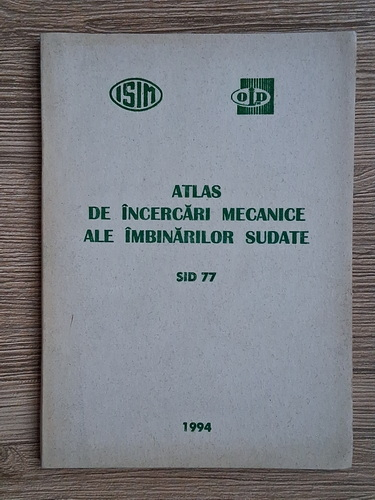 ISIM OID
ATLAS
DE ÎNCERCĂRI MECANICE
ALE ÎMBINĂRILOR SUDATE
SID 77
1994